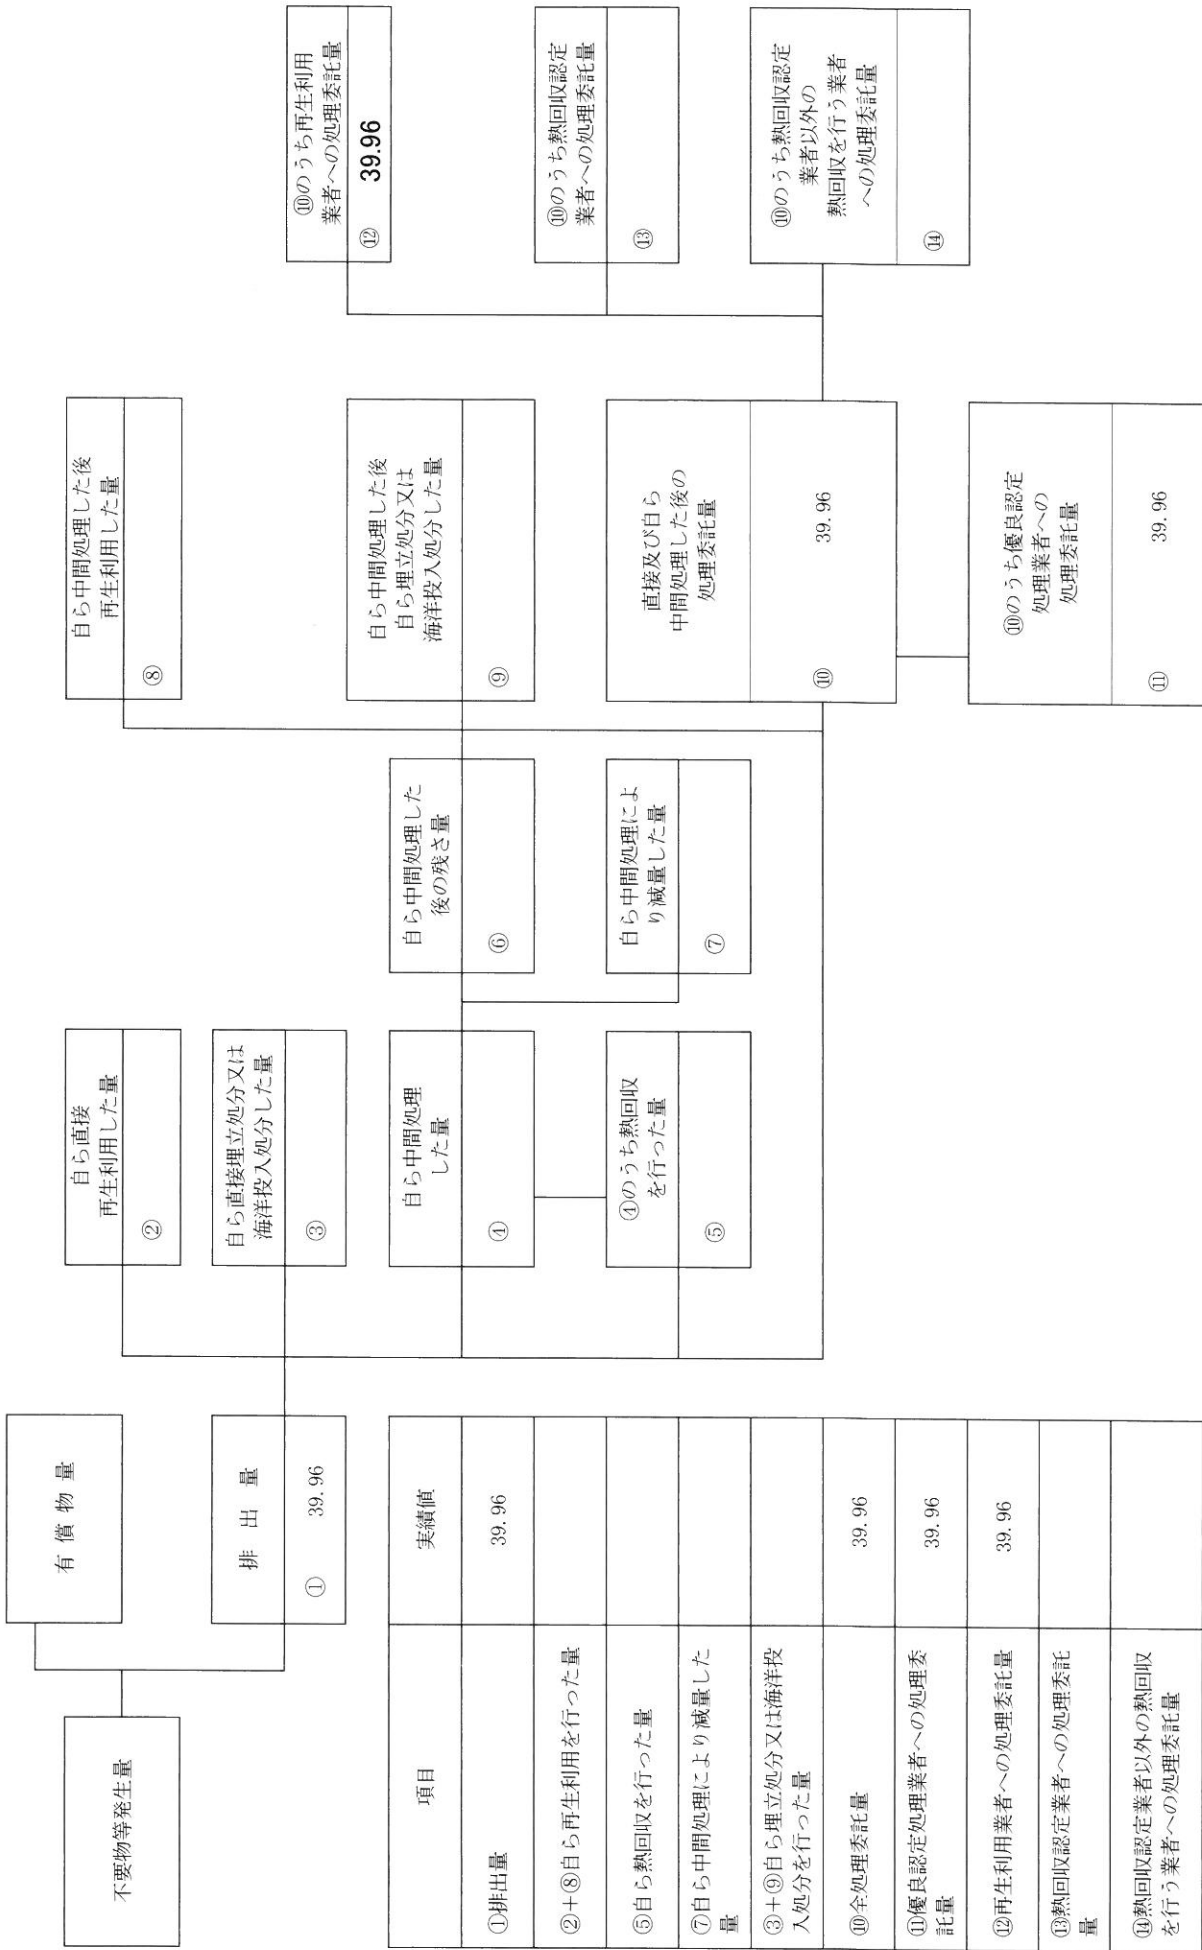 不要物等発生量
有償物量
排出量
① 39.96
自ら直接
再生利用した量
②
自ら直接埋立処分又は
海洋投入処分した量
③
自ら中間処理
した量
④
④のうち熱回収
を行った量
⑤
自ら中間処理した
後の残さ量
⑥
自ら中間処理によ
り減量した量
⑦
自ら中間処理した後
再生利用した量
⑧
自ら中間処理した後
自ら埋立処分又は
海洋投入処分した量
⑨
直接及び自ら
中間処理した後の
処理委託量
⑩ 39.96
⑩のうち優良認定
処理業者への
処理委託量
⑪ 39.96
⑩のうち再生利用
業者への処理委託量
⑫ 39.96
⑩のうち熱回収認定
業者への処理委託量
⑬
⑩のうち熱回収認定
業者以外の
熱回収を行う業者
への処理委託量
⑭
項目 実績値
①排出量 39.96
②+⑧自ら再生利用を行った量
⑤自ら熱回収を行った量
⑦自ら中間処理により減量した
量
③+⑨自ら埋立処分又は海洋投
入処分を行った量
⑩全処理委託量 39.96
⑪優良認定処理業者への処理委
託量 39.96
⑫再生利用業者への処理委託量 39.96
⑬熱回収認定業者への処理委託
量
⑭熱回収認定業者以外の熱回収
を行う業者への処理委託量